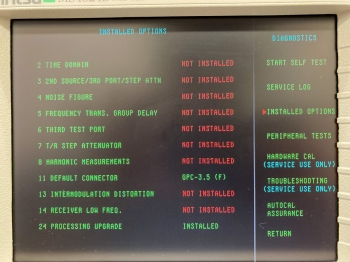 INSTALLED OPTIONS
2 TIME DOMAIN NOT INSTALLED
3 2ND SOURCE/3RD PORT/STEP ATTN NOT INSTALLED
4 NOISE FIGURE NOT INSTALLED
5 FREQUENCY TRANS. GROUP DELAY NOT INSTALLED
6 THIRD TEST PORT NOT INSTALLED
7 T/R STEP ATTENUATOR NOT INSTALLED
8 HARMONIC MEASUREMENTS NOT INSTALLED
11 DEFAULT CONNECTOR GPC-3.5 (F)
13 INTERMODULATION DISTORTION NOT INSTALLED
14 RECEIVER LOW FREQ. NOT INSTALLED
24 PROCESSING UPGRADE INSTALLED
DIAGNOSTICS
START SELF TEST
SERVICE LOG
INSTALLED OPTIONS
PERIPHERAL TESTS
HARDWARE CAL
(SERVICE USE ONLY)
TROUBLESHOOTING
(SERVICE USE ONLY)
AUTOCAL
ASSURANCE
RETURN